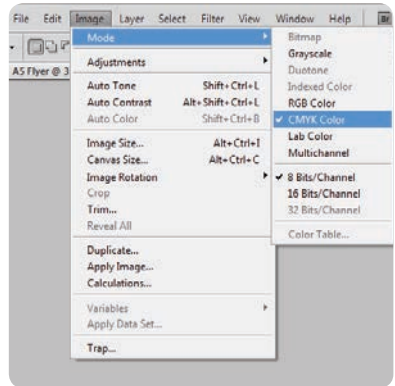 File Edit Image Layer Select Filter View Window Help Br
A5 Flyer @ 3
Mode
Adjustments
Auto Tone Shift+Ctrl+L
Auto Contrast Alt+Shift+Ctrl+L
Auto Color Shift+Ctrl+B
Image Size... Alt+Ctrl+I
Canvas Size... Alt+Ctrl+C
Image Rotation
Crop
Trim...
Reveal All
Duplicate...
Apply Image...
Calculations...
Variables
Apply Data Set...
Trap...
Bitmap
Grayscale
Duotone
Indexed Color
RGB Color
✓ CMYK Color
Lab Color
Multichannel
✓ 8 Bits/Channel
16 Bits/Channel
32 Bits/Channel
Color Table...